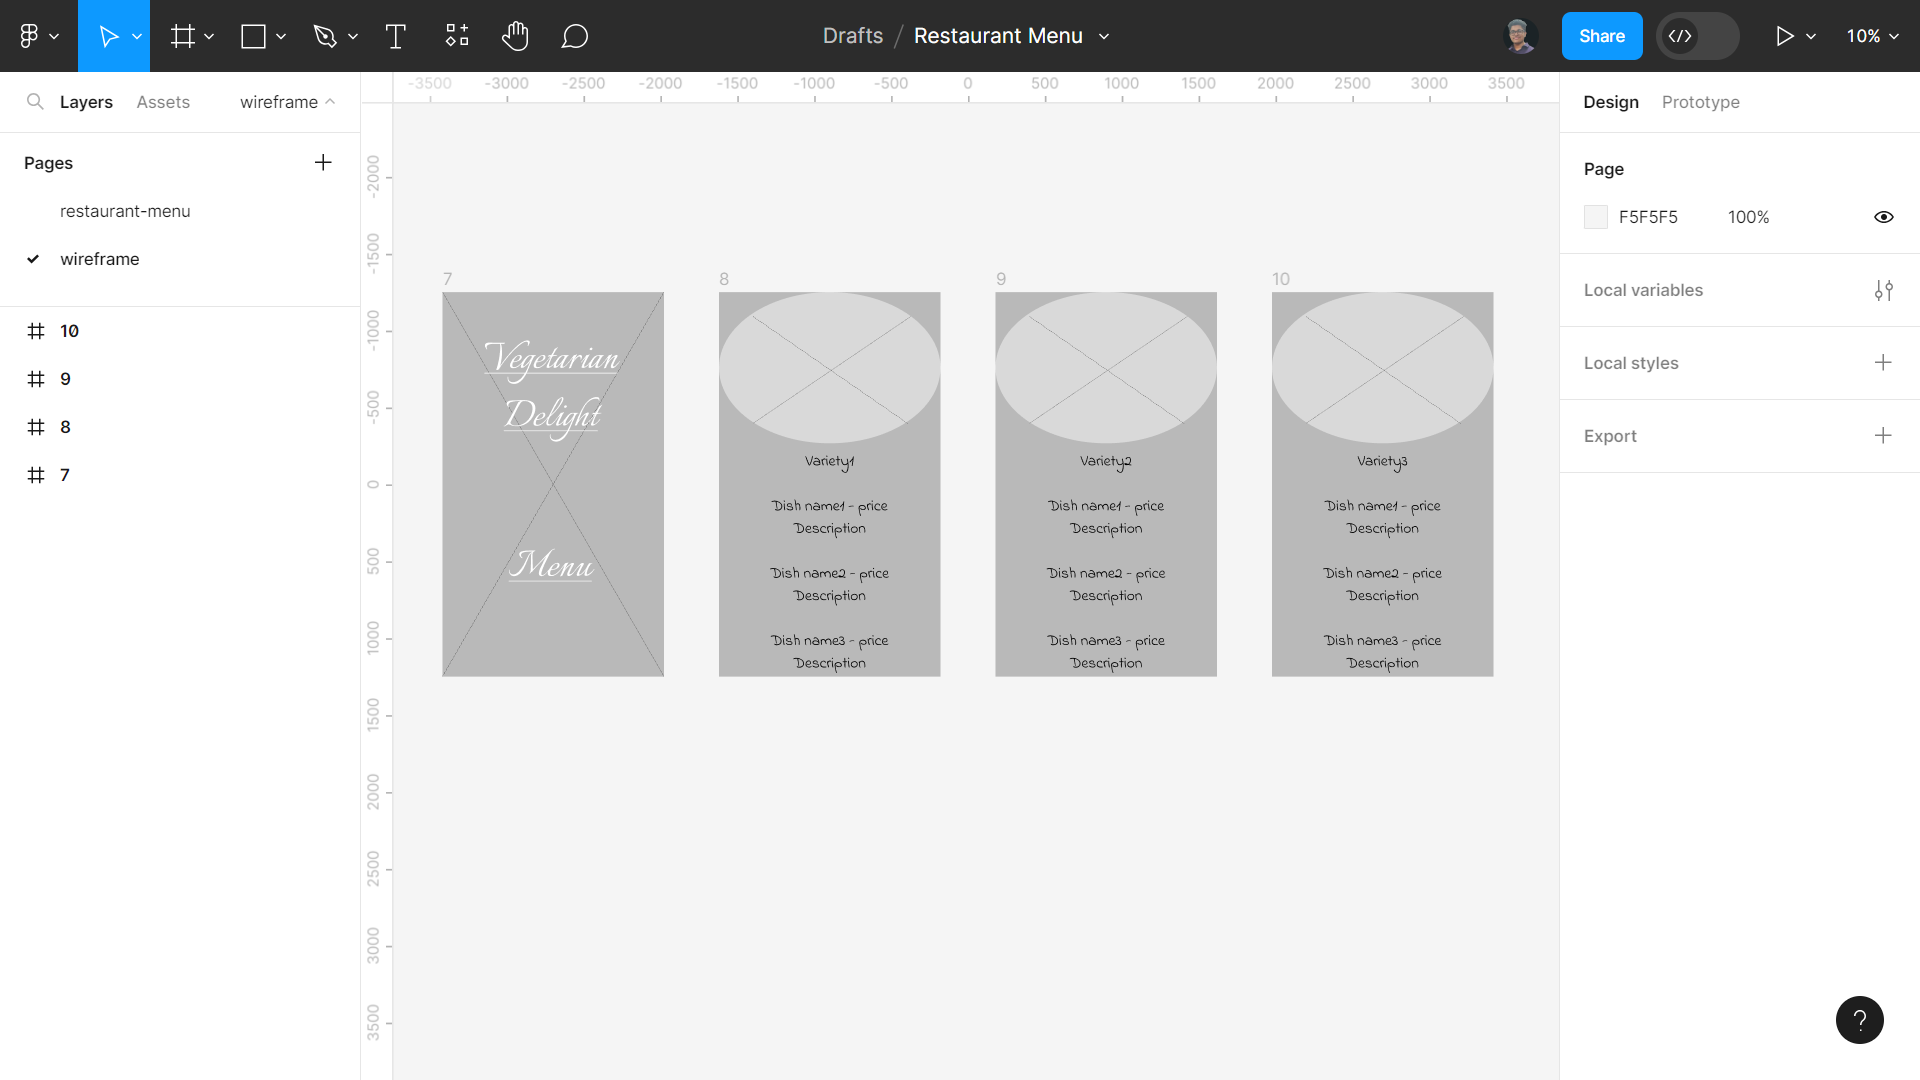 Drafts / Restaurant Menu
Share
10%
Layers
Assets
wireframe
Pages
restaurant-menu
wireframe
10
9
8
7
-3500 -3000 -2500 -2000 -1500 -1000 -500 0 500 1000 1500 2000 2500 3000 3500
-2000
-1500
-1000
-500
0
500
1000
1500
2000
2500
3000
3500
7
Vegetarian
Delight
Menu
8
Variety1
Dish name1 - price
Description
Dish name2 - price
Description
Dish name3 - price
Description
9
Variety2
Dish name1 - price
Description
Dish name2 - price
Description
Dish name3 - price
Description
10
Variety3
Dish name1 - price
Description
Dish name2 - price
Description
Dish name3 - price
Description
Design
Prototype
Page
F5F5F5 100%
Local variables
Local styles
Export
?